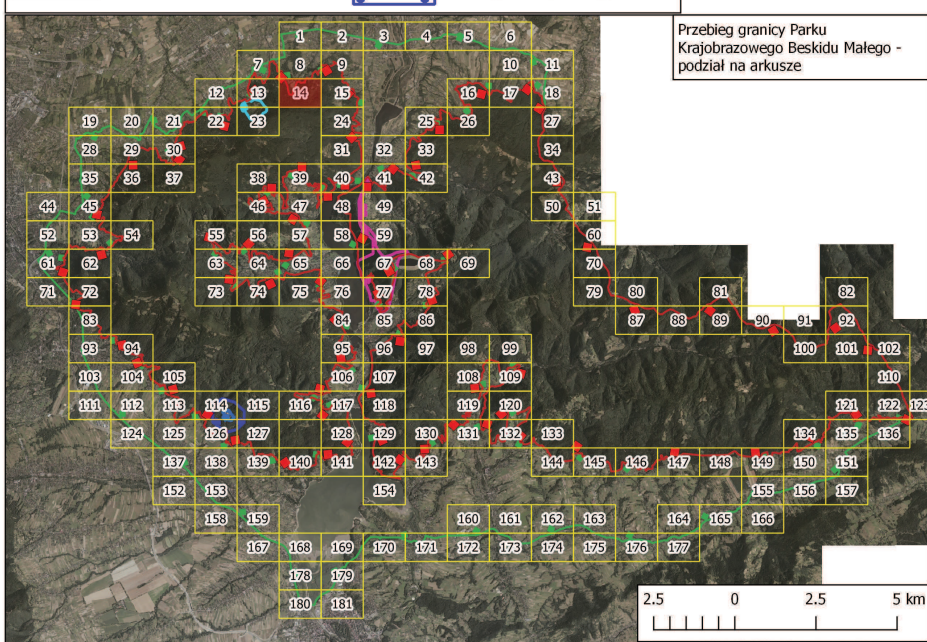 Przebieg granicy Parku
Krajobrazowego Beskidu Małego -
podział na arkusze
1 2 3 4 5 6
7 8 9 10 11
12 13 14 15 16 17 18
19 20 21 22 23 24 25 26 27
28 29 30 31 32 33 34
35 36 37 38 39 40 41 42 43
44 45 46 47 48 49 50 51
52 53 54 55 56 57 58 59 60
61 62 63 64 65 66 67 68 69 70
71 72 73 74 75 76 77 78 79 80 81 82
83 84 85 86 87 88 89 90 91 92
93 94 95 96 97 98 99 100 101 102
103 104 105 106 107 108 109 110
111 112 113 114 115 116 117 118 119 120 121 122 123
124 125 126 127 128 129 130 131 132 133 134 135 136
137 138 139 140 141 142 143 144 145 146 147 148 149 150 151
152 153 154 155 156 157
158 159 160 161 162 163 164 165 166
167 168 169 170 171 172 173 174 175 176 177
178 179
180 181
2.5 0 2.5 5 km